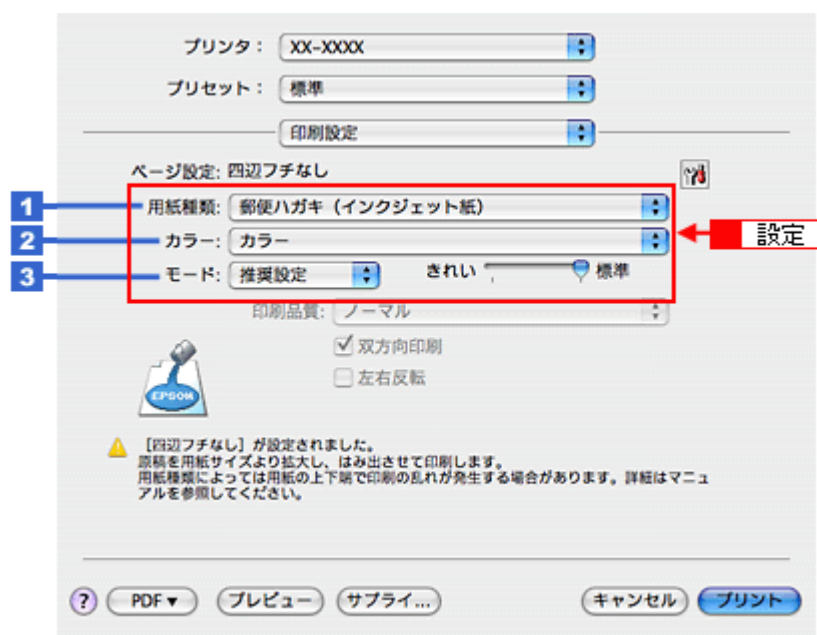 プリンタ： XX-XXXX
プリセット： 標準
印刷設定
ページ設定: 四辺フチなし
1 用紙種類: 郵便ハガキ（インクジェット紙）
設定
2 カラー: カラー
3 モード: 推奨設定 きれい 標準
印刷品質: ノーマル
双方向印刷
左右反転
EPSON
［四辺フチなし］が設定されました。
原稿を用紙サイズより拡大し、はみ出させて印刷します。
用紙種類によっては用紙の上下端で印刷の乱れが発生する場合があります。詳細はマニュ
アルを参照してください。
? PDF▼ プレビュー サプライ... キャンセル プリント